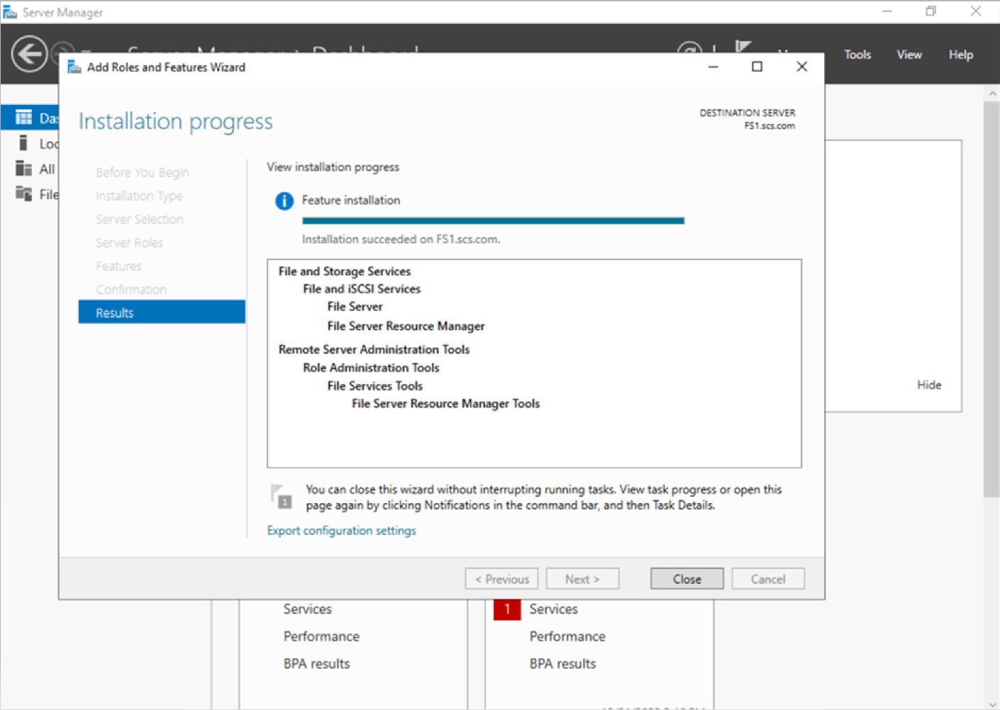 Server Manager
Tools View Help
Add Roles and Features Wizard
Installation progress
DESTINATION SERVER
FS1.scs.com
Das
Loc
All
File
Before You Begin
Installation Type
Server Selection
Server Roles
Features
Confirmation
Results
View installation progress
Feature installation
Installation succeeded on FS1.scs.com.
File and Storage Services
File and iSCSI Services
File Server
File Server Resource Manager
Remote Server Administration Tools
Role Administration Tools
File Services Tools
File Server Resource Manager Tools
1
You can close this wizard without interrupting running tasks. View task progress or open this
page again by clicking Notifications in the command bar, and then Task Details.
Export configuration settings
< Previous
Next >
Close
Cancel
Hide
Services
Performance
BPA results
1 Services
Performance
BPA results